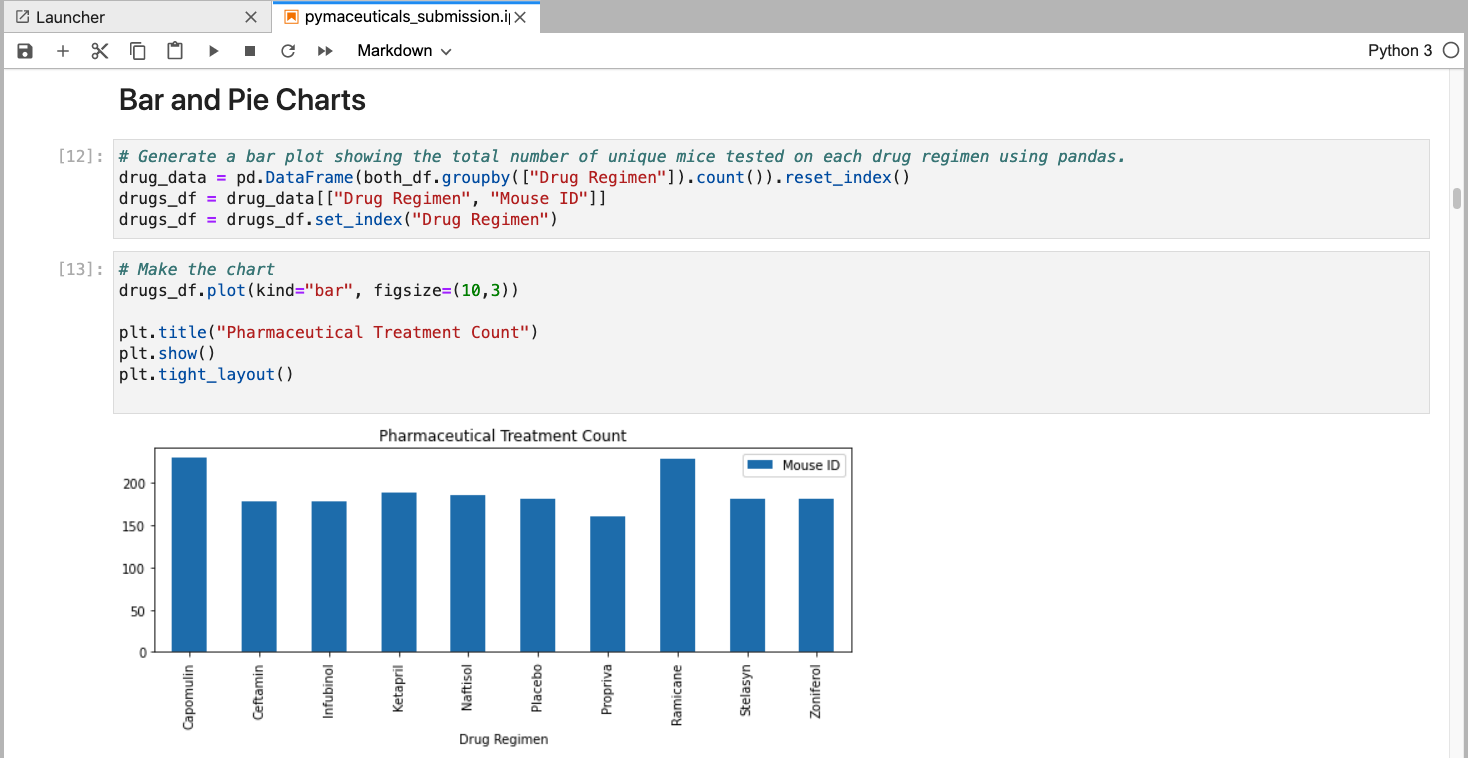 Launcher
pymaceuticals_submission.i
Markdown
Python 3
Bar and Pie Charts
[12]:
# Generate a bar plot showing the total number of unique mice tested on each drug regimen using pandas.
drug_data = pd.DataFrame(both_df.groupby(["Drug Regimen"]).count()).reset_index()
drugs_df = drug_data[["Drug Regimen", "Mouse ID"]]
drugs_df = drugs_df.set_index("Drug Regimen")
[13]:
# Make the chart
drugs_df.plot(kind="bar", figsize=(10,3))
plt.title("Pharmaceutical Treatment Count")
plt.show()
plt.tight_layout()
Pharmaceutical Treatment Count
Mouse ID
200
150
100
50
0
Capomulin
Ceftamin
Infubinol
Ketapril
Naftisol
Placebo
Propriva
Ramicane
Stelasyn
Zoniferol
Drug Regimen